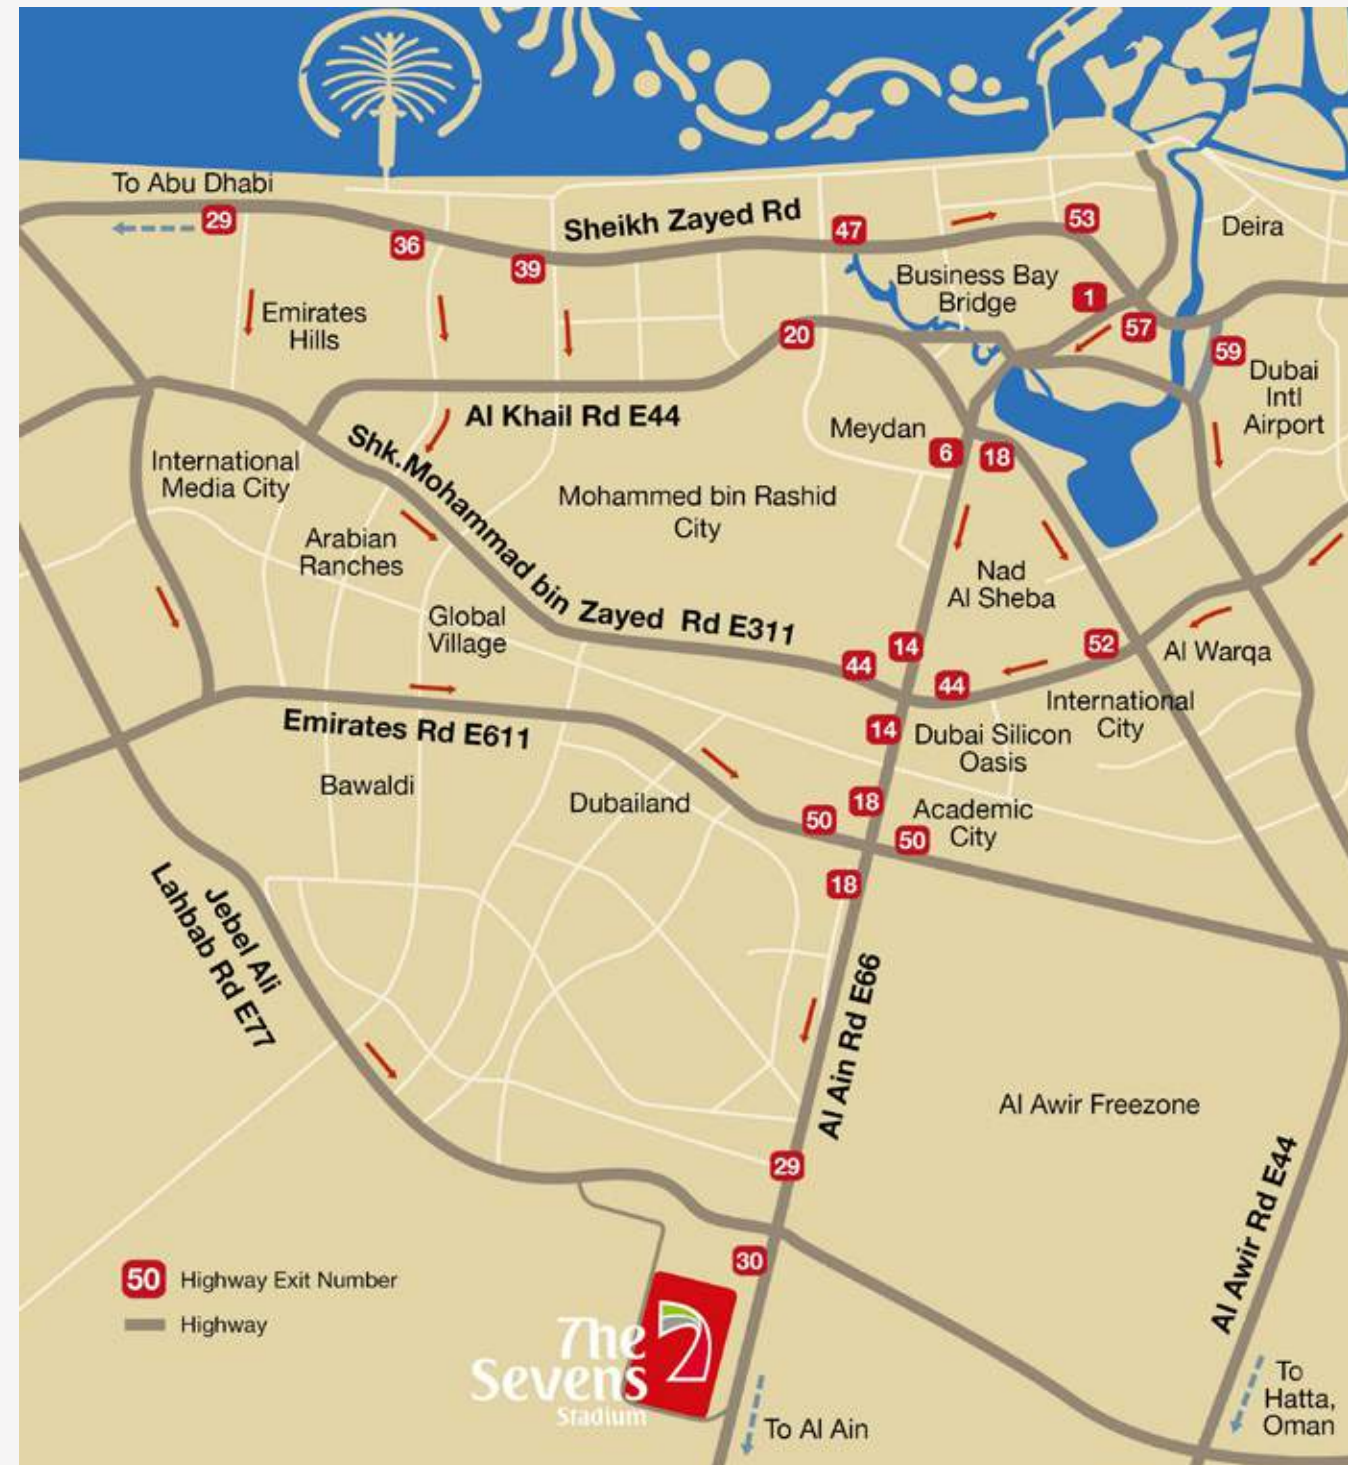 To Abu Dhabi
29
36
39
Sheikh Zayed Rd
47
53
Deira
Business Bay
Bridge
1
57
59
Emirates
Hills
20
Dubai
Intl
Airport
Al Khail Rd E44
Meydan
6
18
International
Media City
Shk.Mohammad bin Zayed Rd E311
Mohammed bin Rashid
City
Arabian
Ranches
Nad
Al Sheba
Global
Village
14
44
44
52
Al Warqa
International
City
Emirates Rd E611
14
Dubai Silicon
Oasis
Bawaldi
Dubailand
50
18
Academic
City
50
18
Jebel Ali
Lahbab Rd E77
Al Ain Rd E66
Al Awir Freezone
29
Al Awir Rd E44
30
50 Highway Exit Number
Highway
The
Sevens
Stadium
To Al Ain
To
Hatta,
Oman